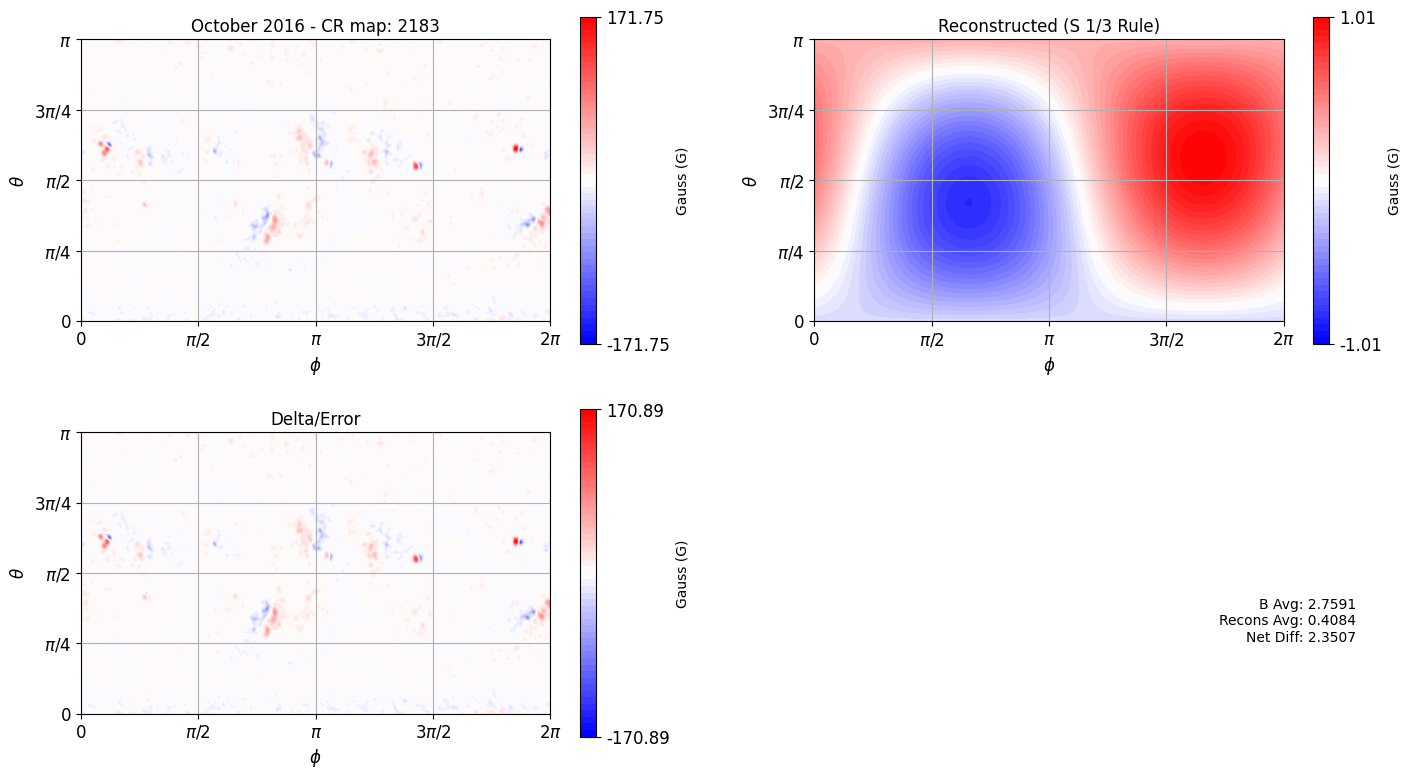 October 2016 - CR map: 2183
π
3π/4
π/2
π/4
0
θ
0
π/2
π
3π/2
2π
ϕ
171.75
-171.75
Gauss (G)
Reconstructed (S 1/3 Rule)
π
3π/4
π/2
π/4
0
θ
0
π/2
π
3π/2
2π
ϕ
1.01
-1.01
Gauss (G)
Delta/Error
π
3π/4
π/2
π/4
0
θ
0
π/2
π
3π/2
2π
ϕ
170.89
-170.89
Gauss (G)
B Avg: 2.7591
Recons Avg: 0.4084
Net Diff: 2.3507